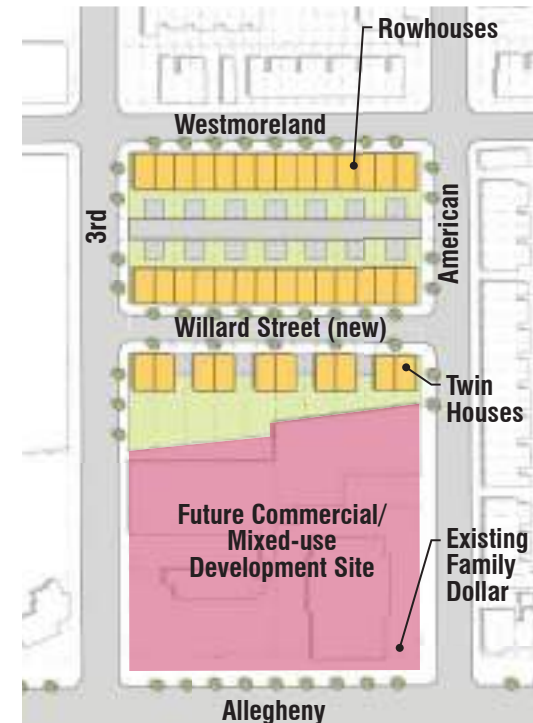 Rowhouses
Westmoreland
3rd
American
Willard Street (new)
Twin
Houses
Future Commercial/
Mixed-use
Development Site
Existing
Family
Dollar
Allegheny